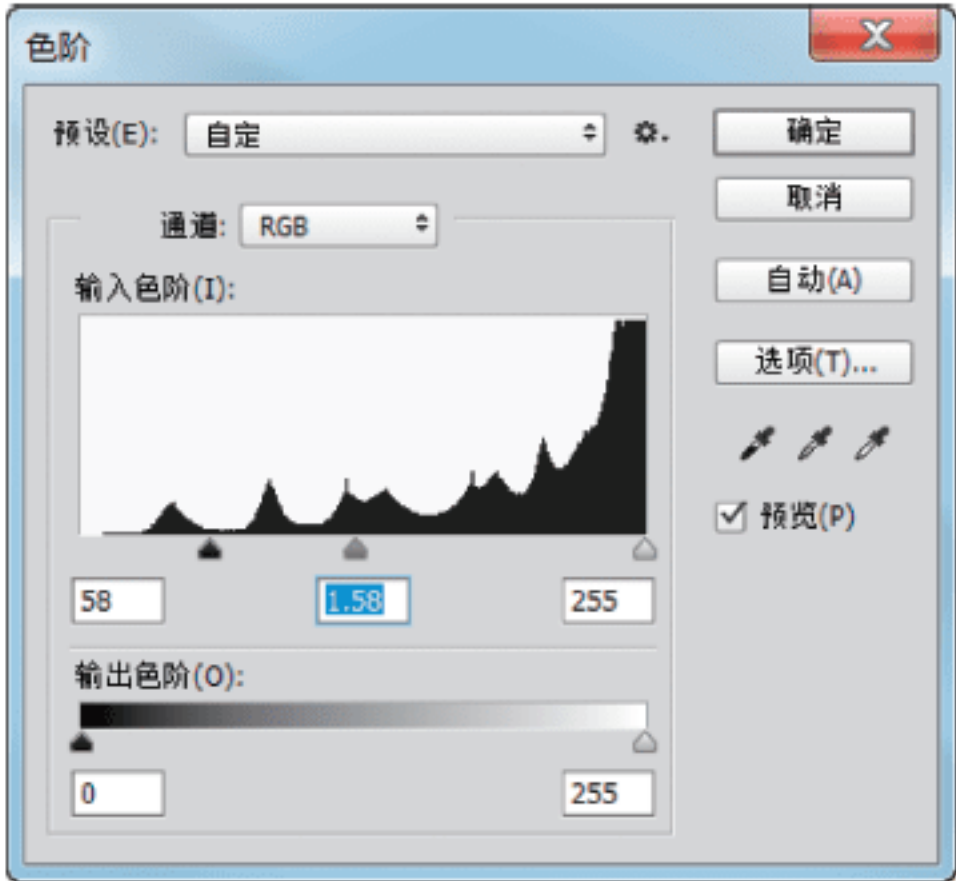 色阶
预设(E): 自定
确定
取消
通道: RGB
输入色阶(I):
自动(A)
选项(T)...
预览(P)
58 1.58 255
输出色阶(O):
0 255